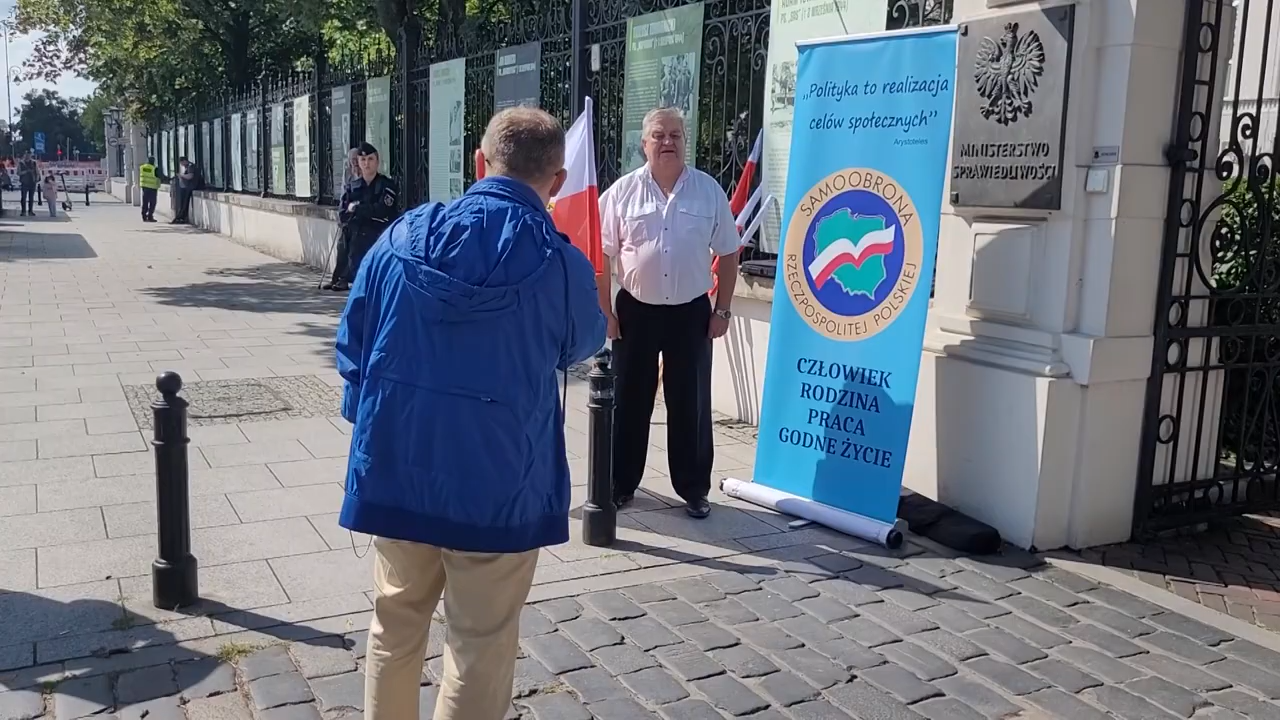 „Polityka to realizacja
celów społecznych”
Arystoteles
SAMOOBRONA
RZECZPOSPOLITEJ POLSKIEJ
CZŁOWIEK
RODZINA
PRACA
GODNE ŻYCIE
MINISTERSTWO
SPRAWIEDLIWOŚCI